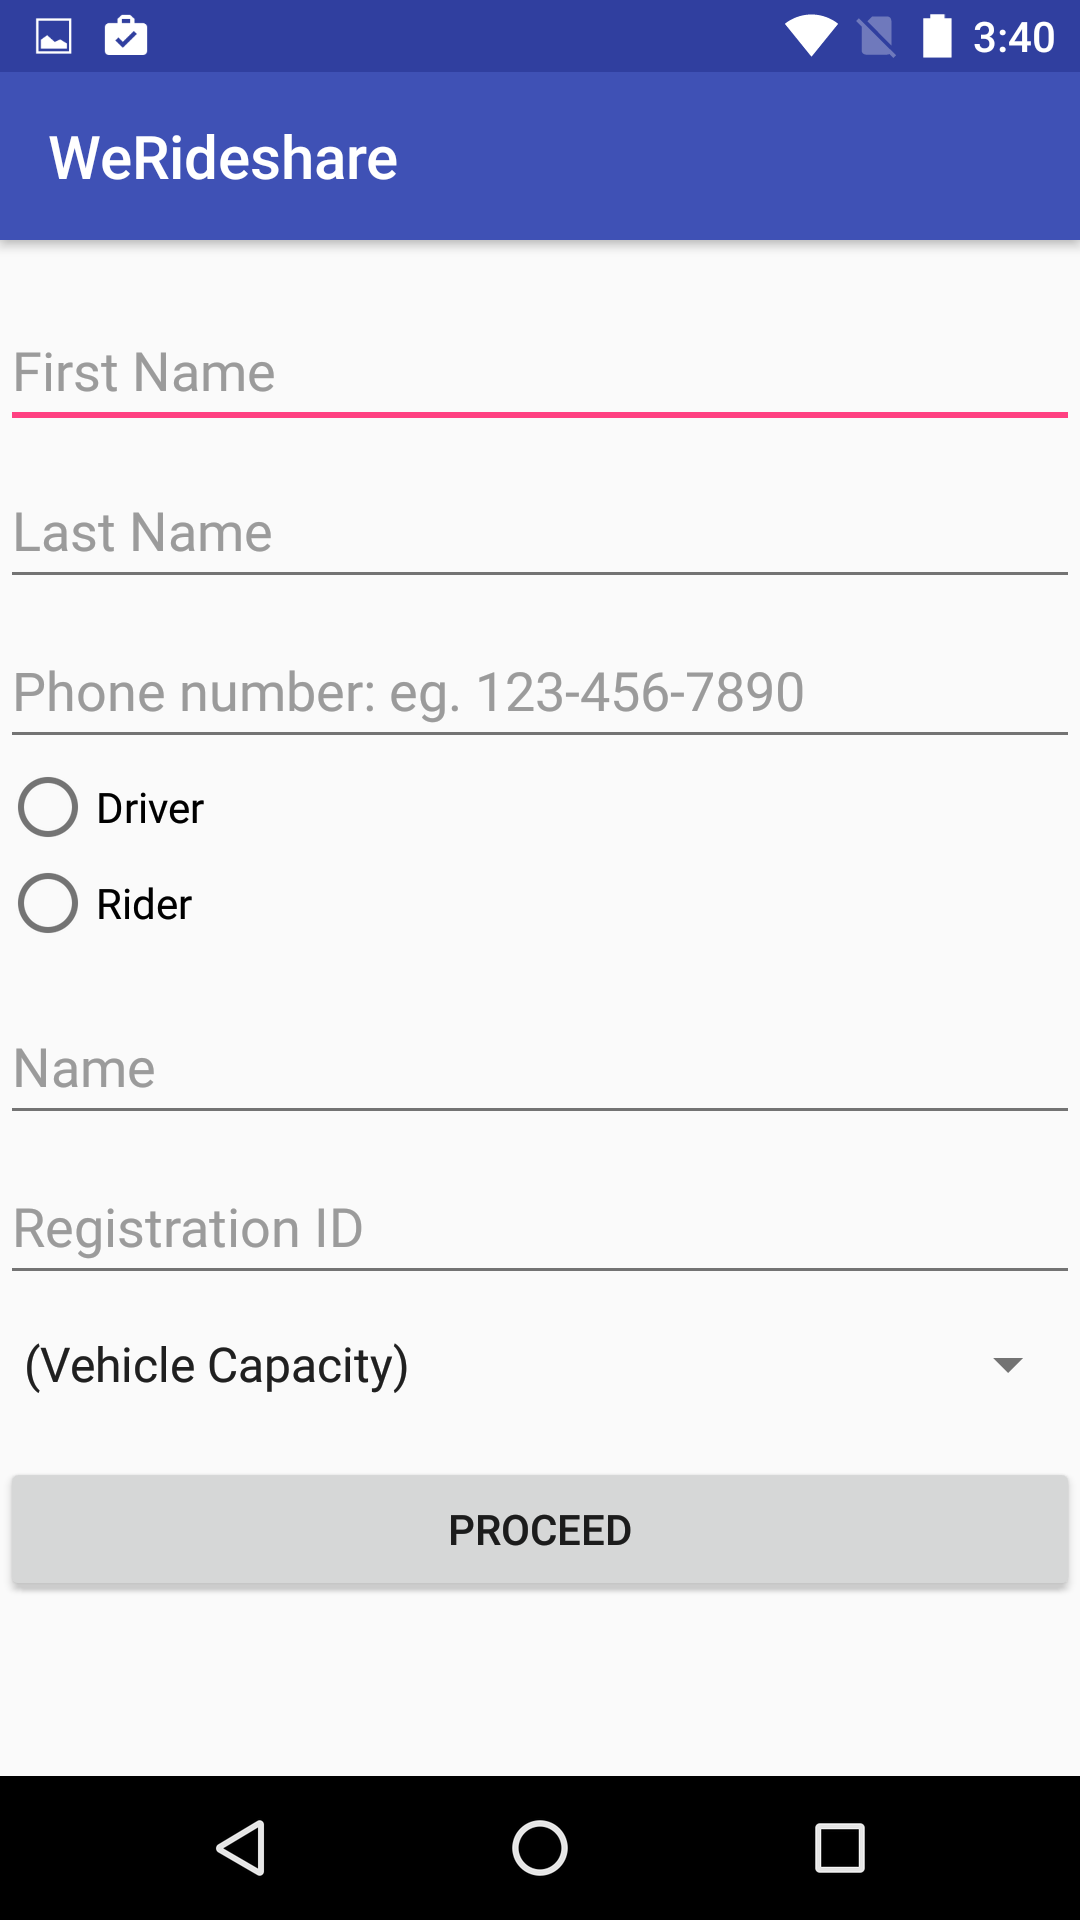 3:40
WeRideshare
First Name
Last Name
Phone number: eg. 123-456-7890
Driver
Rider
Name
Registration ID
(Vehicle Capacity)
PROCEED